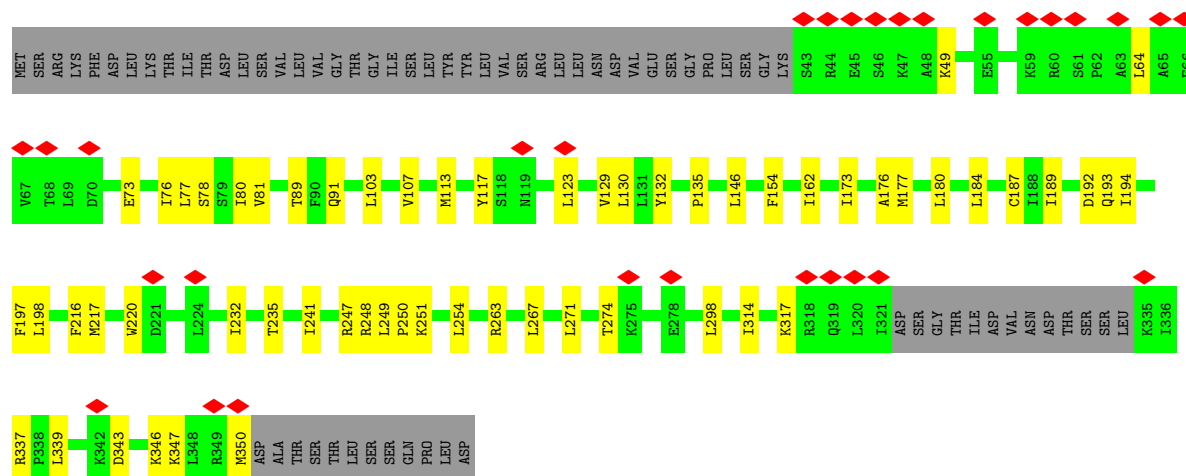 MET SER ARG LYS PHE ASP LEU LYS THR ILE THR ASP LEU SER VAL LEU VAL GLY THR GLY ILE SER LEU TYR TYR LEU VAL SER ARG LEU LEU ASN ASP VAL GLU SER GLY PRO LEU SER GLY LYS S43 R44 E45 S46 K47 A48 K49 E55 K59 R60 S61 P62 A63 L64 A65
V67 T68 L69 D70 E73 I76 L77 S78 S79 I80 V81 T89 F90 Q91 L103 V107 M113 Y117 S118 N119 L123 V129 L130 L131 Y132 P135 L146 F154 I162 I173 A176 M177 L180 L184 C187 I188 I189 D192 Q193 I194
F197 L198 F216 M217 W220 D221 L224 I232 T235 I241 R247 R248 L249 P250 K251 L254 R263 L267 L271 T274 K275 E278 L298 I314 K317 R318 Q319 L320 I321 ASP SER GLY THR ILE ASP VAL ASN ASP THR SER SER LEU K335 I336
R337 P338 L339 K342 D343 K346 K347 L348 R349 M350 ASP ALA THR SER THR LEU SER SER GLN PRO LEU ASP